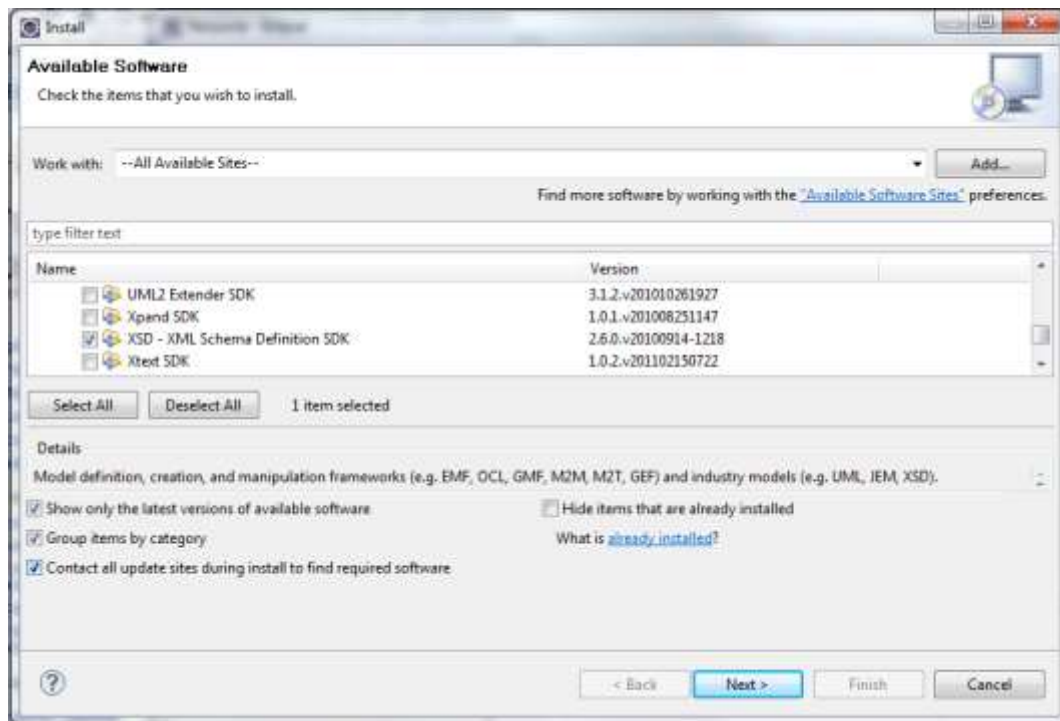 Install
Available Software
Check the items that you wish to install.
Work with: --All Available Sites-- Add...
Find more software by working with the "Available Software Sites" preferences.
type filter text
Name Version
UML2 Extender SDK 3.1.2.v201010261927
Xpand SDK 1.0.1.v201008251147
XSD - XML Schema Definition SDK 2.6.0.v20100914-1218
Xtext SDK 1.0.2.v201102150722
Select All Deselect All 1 item selected
Details
Model definition, creation, and manipulation frameworks (e.g. EMF, OCL, GMF, M2M, M2T, GEF) and industry models (e.g. UML, JEM, XSD).
Show only the latest versions of available software Hide items that are already installed
Group items by category What is already installed?
Contact all update sites during install to find required software
< Back Next > Finish Cancel